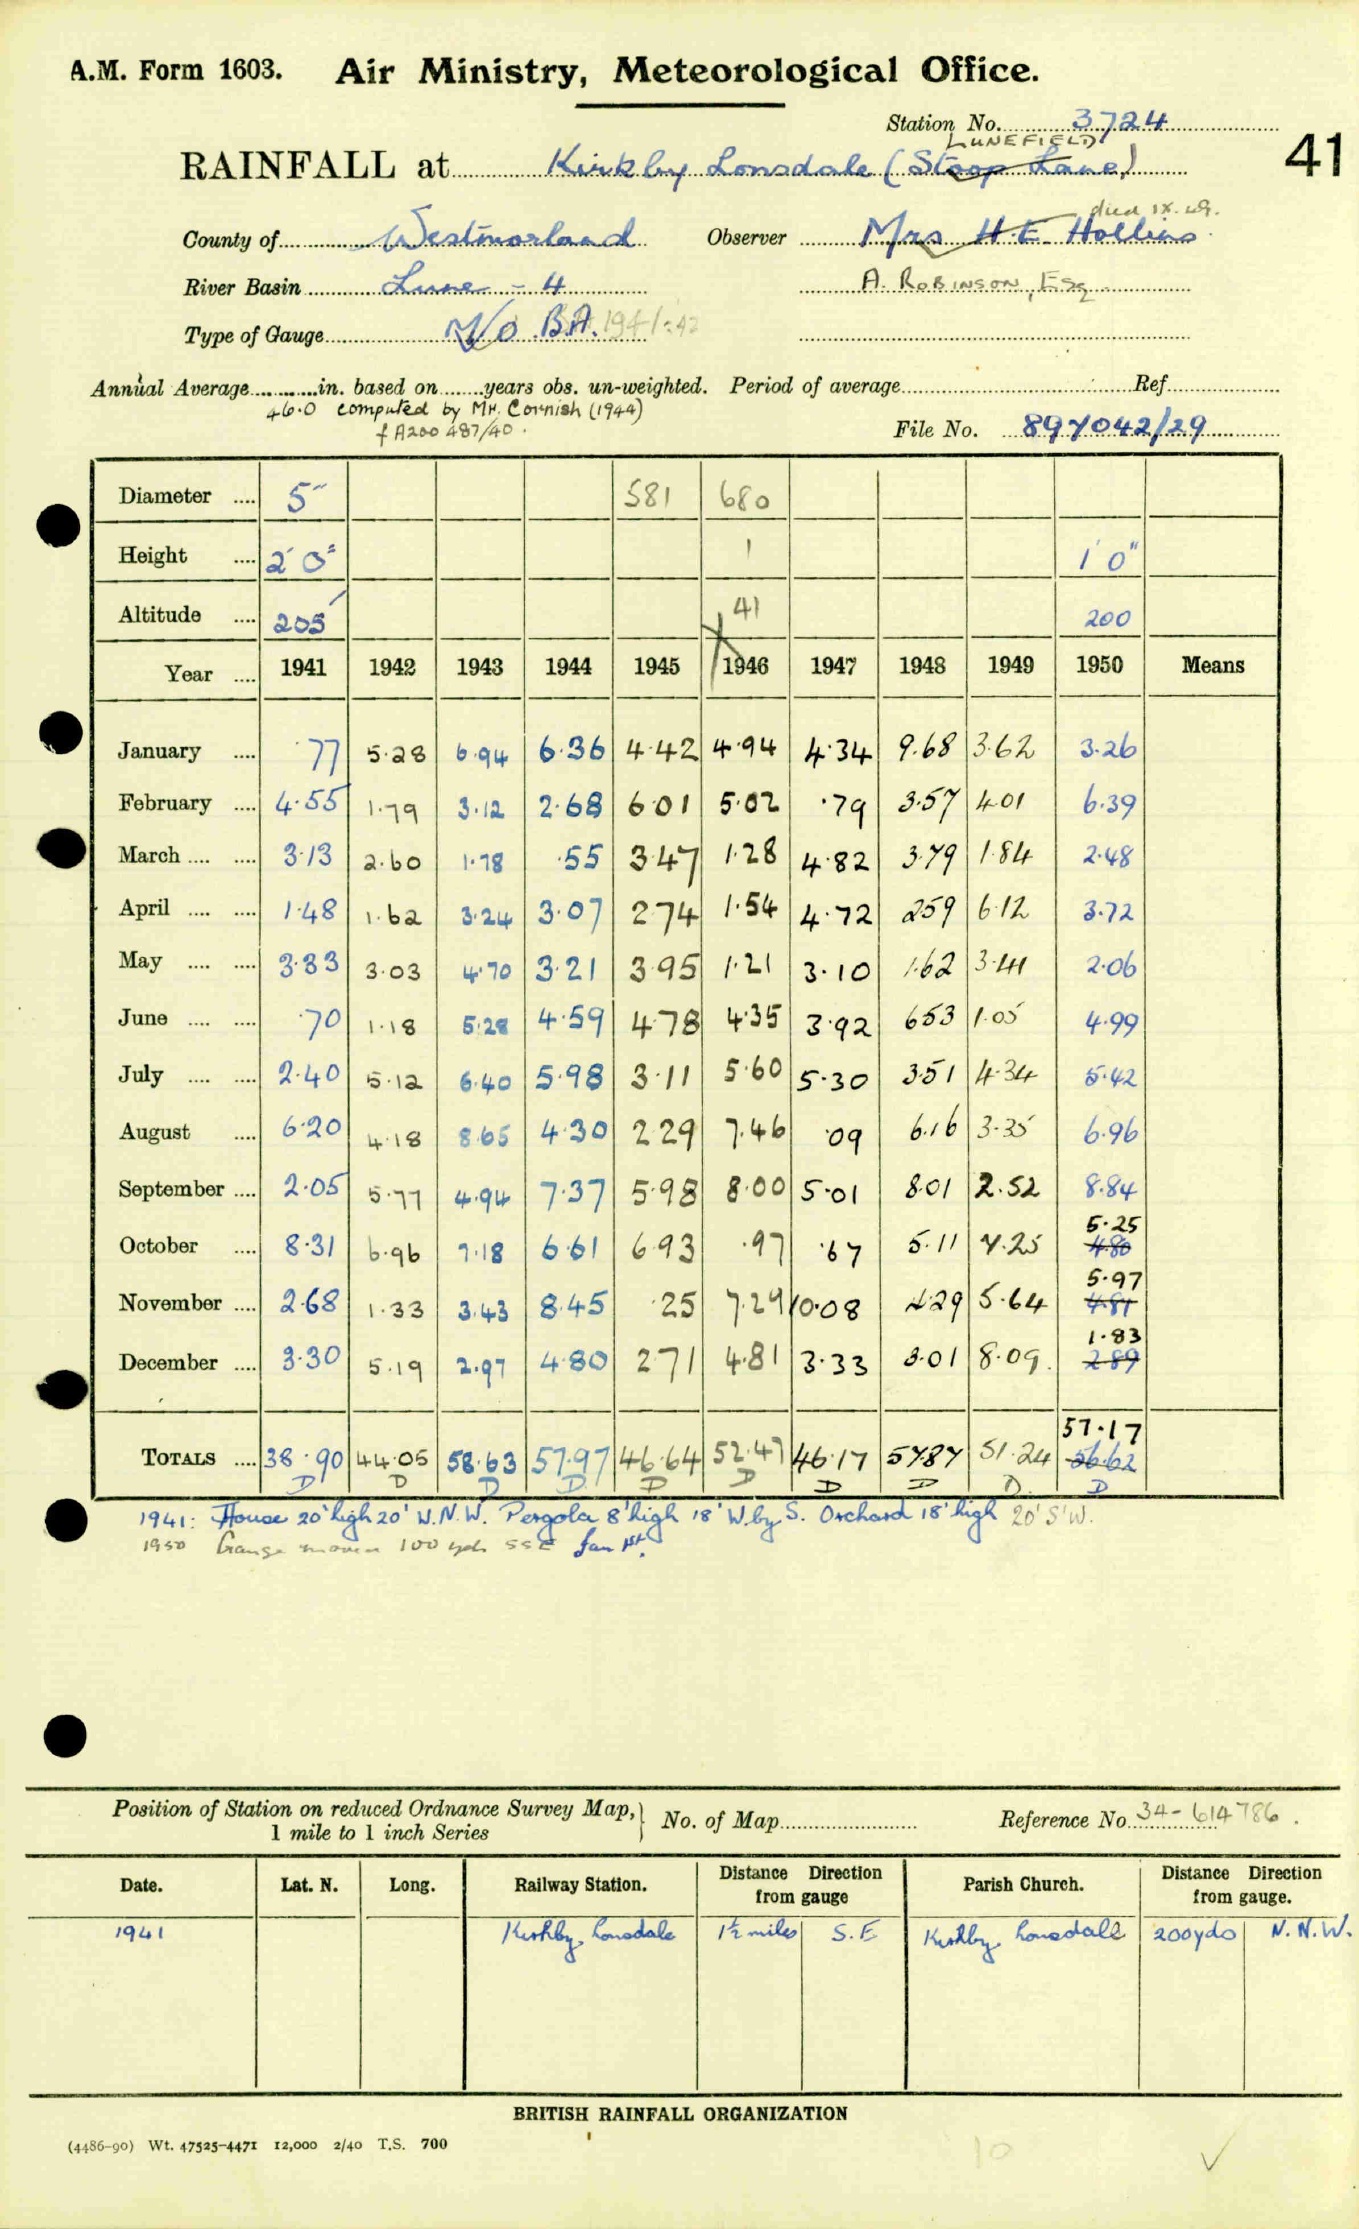 A.M. Form 1603. Air Ministry, Meteorological Office.
Station No. 3724
LUNEFIELD
41
RAINFALL at Kirkby Lonsdale (Stoop Lane)
died IX.49.
County of Westmorland Observer Mrs H.E. Hollins
River Basin Lune - 4 A. ROBINSON, Esq
Type of Gauge M/O B.A. 1941-42
Annual Average in. based on years obs. un-weighted. Period of average Ref
46.0 computed by Mr. Cornish (1944)
f A200 487/40.
File No. 897042/29
Diameter 5" 581 680
Height 2' 0" 1 1' 0"
Altitude 205' 41 200
Year 1941 1942 1943 1944 1945 1946 1947 1948 1949 1950 Means
January .77 5.28 6.94 6.36 4.42 4.94 4.34 9.68 3.62 3.26
February 4.55 1.79 3.12 2.68 6.01 5.02 .79 3.57 4.01 6.39
March 3.13 2.60 1.78 .55 3.47 1.28 4.82 3.79 1.84 2.48
April 1.48 1.62 3.24 3.07 2.74 1.54 4.72 2.59 6.12 3.72
May 3.33 3.03 4.70 3.21 3.95 1.21 3.10 1.62 3.41 2.06
June .70 1.18 5.28 4.59 4.78 4.35 3.92 6.53 1.05 4.99
July 2.40 5.12 6.40 5.98 3.11 5.60 5.30 3.51 4.34 5.42
August 6.20 4.18 8.65 4.30 2.29 7.46 .09 6.16 3.35 6.96
September 2.05 5.77 4.94 7.37 5.98 8.00 5.01 8.01 2.52 8.84
5.25
October 8.31 6.96 7.18 6.61 6.93 .97 .67 5.11 7.25 4.80
5.97
November 2.68 1.33 3.43 8.45 .25 7.29 10.08 4.29 5.64 4.81
1.83
December 3.30 5.19 2.97 4.80 2.71 4.81 3.33 3.01 8.09 2.89
57.17
TOTALS 38.90 44.05 58.63 57.97 46.64 52.47 46.17 57.87 51.24 56.62
D D D D D D D D D D
1941: House 20' high 20' W.N.W. Pergola 8' high 18' W. by S. Orchard 18' high 20' S'W.
1950 Gauge moved 100 yds SSE Jan 1st.
Position of Station on reduced Ordnance Survey Map, 1 mile to 1 inch Series No. of Map Reference No. 34-614786.
Date. Lat. N. Long. Railway Station. Distance Direction from gauge Parish Church. Distance Direction from gauge.
1941 Kirkby Lonsdale 1½ miles S.E Kirkby Lonsdale 200yds N.N.W.
BRITISH RAINFALL ORGANIZATION
(4486-90) Wt. 47525-4471 12,000 2/40 T.S. 700
10